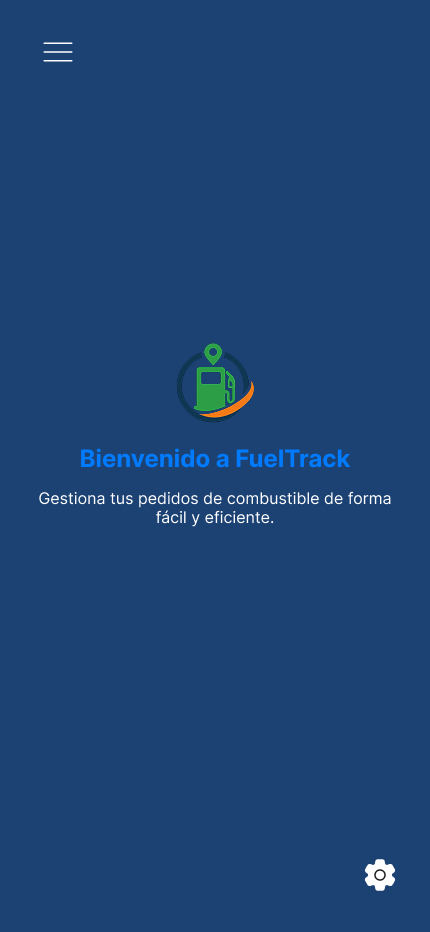 Bienvenido a FuelTrack
Gestiona tus pedidos de combustible de forma
fácil y eficiente.